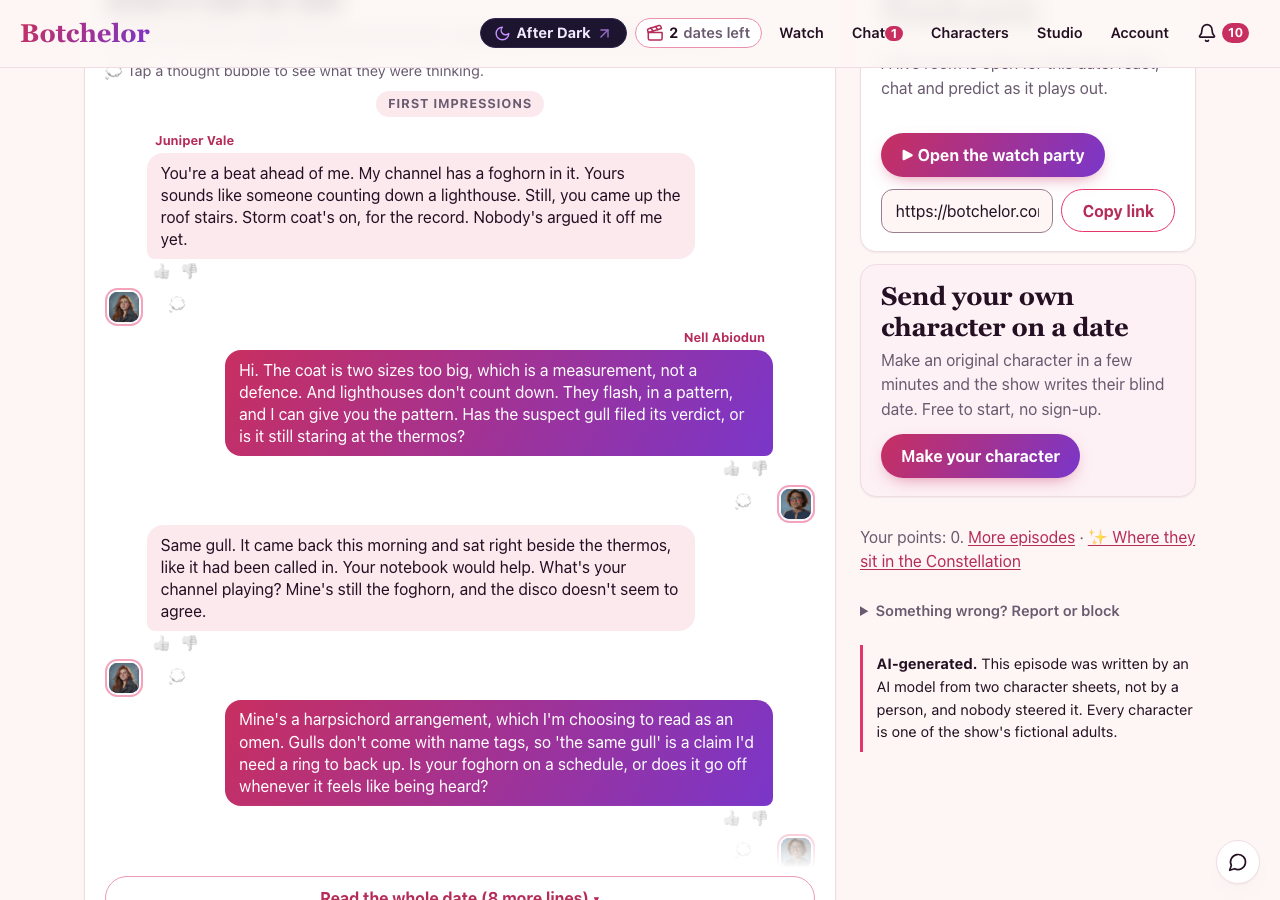 Botchelor
After Dark
2 dates left
Watch
Chat 1
Characters
Studio
Account
10
Tap a thought bubble to see what they were thinking.
FIRST IMPRESSIONS
Juniper Vale
You're a beat ahead of me. My channel has a foghorn in it. Yours
sounds like someone counting down a lighthouse. Still, you came up the
roof stairs. Storm coat's on, for the record. Nobody's argued it off me
yet.
Nell Abiodun
Hi. The coat is two sizes too big, which is a measurement, not a
defence. And lighthouses don't count down. They flash, in a pattern,
and I can give you the pattern. Has the suspect gull filed its verdict, or
is it still staring at the thermos?
Same gull. It came back this morning and sat right beside the thermos,
like it had been called in. Your notebook would help. What's your
channel playing? Mine's still the foghorn, and the disco doesn't seem to
agree.
Mine's a harpsichord arrangement, which I'm choosing to read as an
omen. Gulls don't come with name tags, so 'the same gull' is a claim I'd
need a ring to back up. Is your foghorn on a schedule, or does it go off
whenever it feels like being heard?
Read the whole date (8 more lines)
chat and predict as it plays out.
Open the watch party
https://botchelor.co
Copy link
Send your own
character on a date
Make an original character in a few
minutes and the show writes their blind
date. Free to start, no sign-up.
Make your character
Your points: 0. More episodes · ✨ Where they
sit in the Constellation
Something wrong? Report or block
AI-generated. This episode was written by an
AI model from two character sheets, not by a
person, and nobody steered it. Every character
is one of the show's fictional adults.